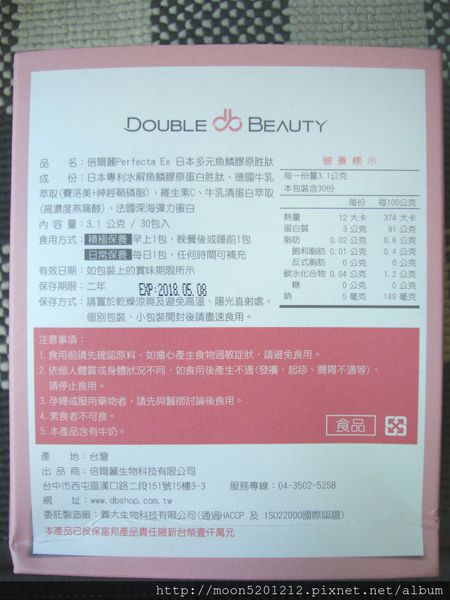 DOUBLE db BEAUTY
品　　名：倍爾麗Perfecta Ex 日本多元魚鱗膠原胜肽
成　　份：日本專利水解魚鱗膠原蛋白胜肽、德國牛乳
萃取(賽洛美+神經鞘磷脂)、維生素C、牛乳清蛋白萃取
(高濃度燕窩酸)、法國深海彈力蛋白
內 容 量：3.1 公克 / 30包入
食用方式：積極保養 早上1包，晚餐後或睡前1包
日常保養 每日1包，任何時間可補充
有效日期：如包裝上的賞味期限所示
保存期限：二年 EXP:2018.05.08
保存方式：請置於乾燥涼爽及避免高溫、陽光直射處。
個別包裝，小包裝開封後請盡速食用。
營養標示
每一份量3.1公克
本包裝含30份
每份 每100公克
熱量 12 大卡 374 大卡
蛋白質 3 公克 91 公克
脂肪 0.02 公克 0.6 公克
飽和脂肪 0.01 公克 0.4 公克
反式脂肪 0 公克 0 公克
碳水化合物 0.04 公克 1.2 公克
糖 0 公克 0 公克
鈉 5 毫克 149 毫克
注意事項：
1.食用前請先確認原料，如擔心產生食物過敏症狀，請避免食用。
2.依個人體質或身體狀況不同，如食用後產生不適(發癢、起疹、腸胃不適等)，
請停止食用。
3.孕婦或服用藥物者，請先與醫師討論後食用。
4.素食者不可食。
5.本產品含有牛奶。
食品
產　　地：台灣
出 品 商：倍爾麗生物科技有限公司
台中市西屯區漢口路二段151號15樓3-3 服務專線：04-3502-5258
網　　址：www.dbshop.com.tw
委託製造廠：義大生物科技有限公司(通過HACCP 及 ISO22000國際認證)
本產品已投保富邦產品責任險新台幣壹仟萬元
http://moon5201212.pixnet.net/album